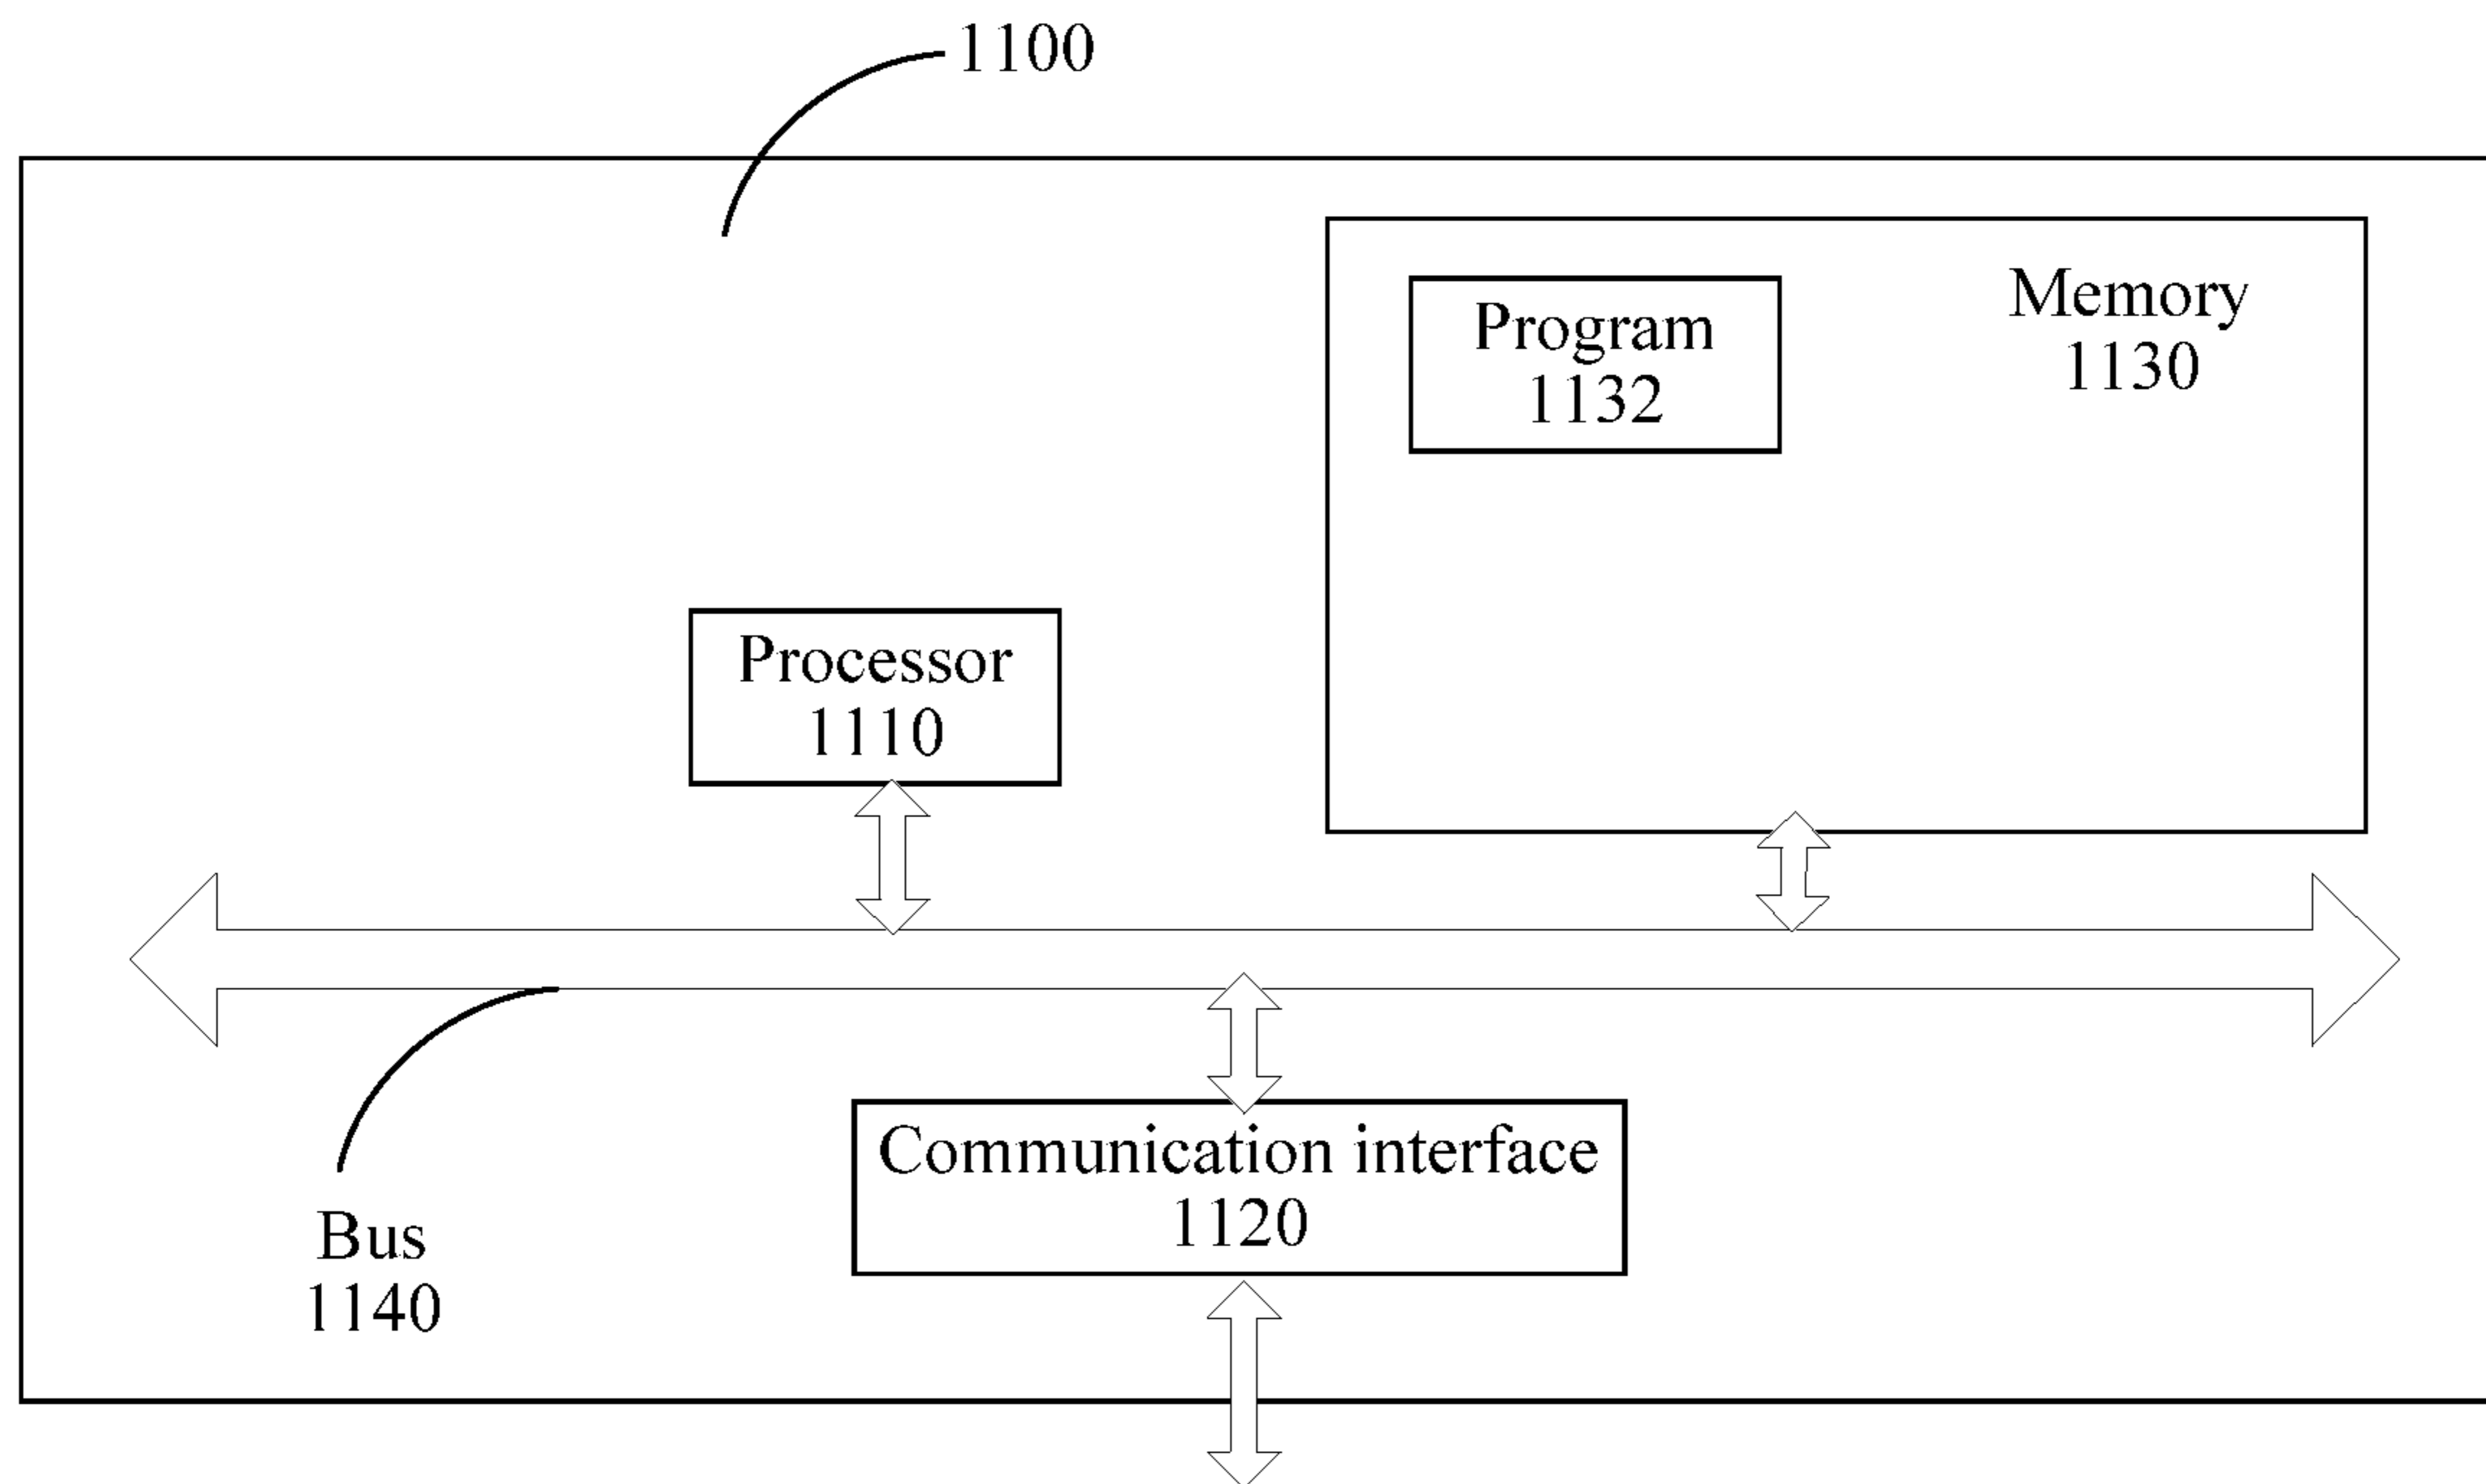 1100
Memory
1130
Program
1132
Processor
1110
Communication interface
1120
Bus
1140